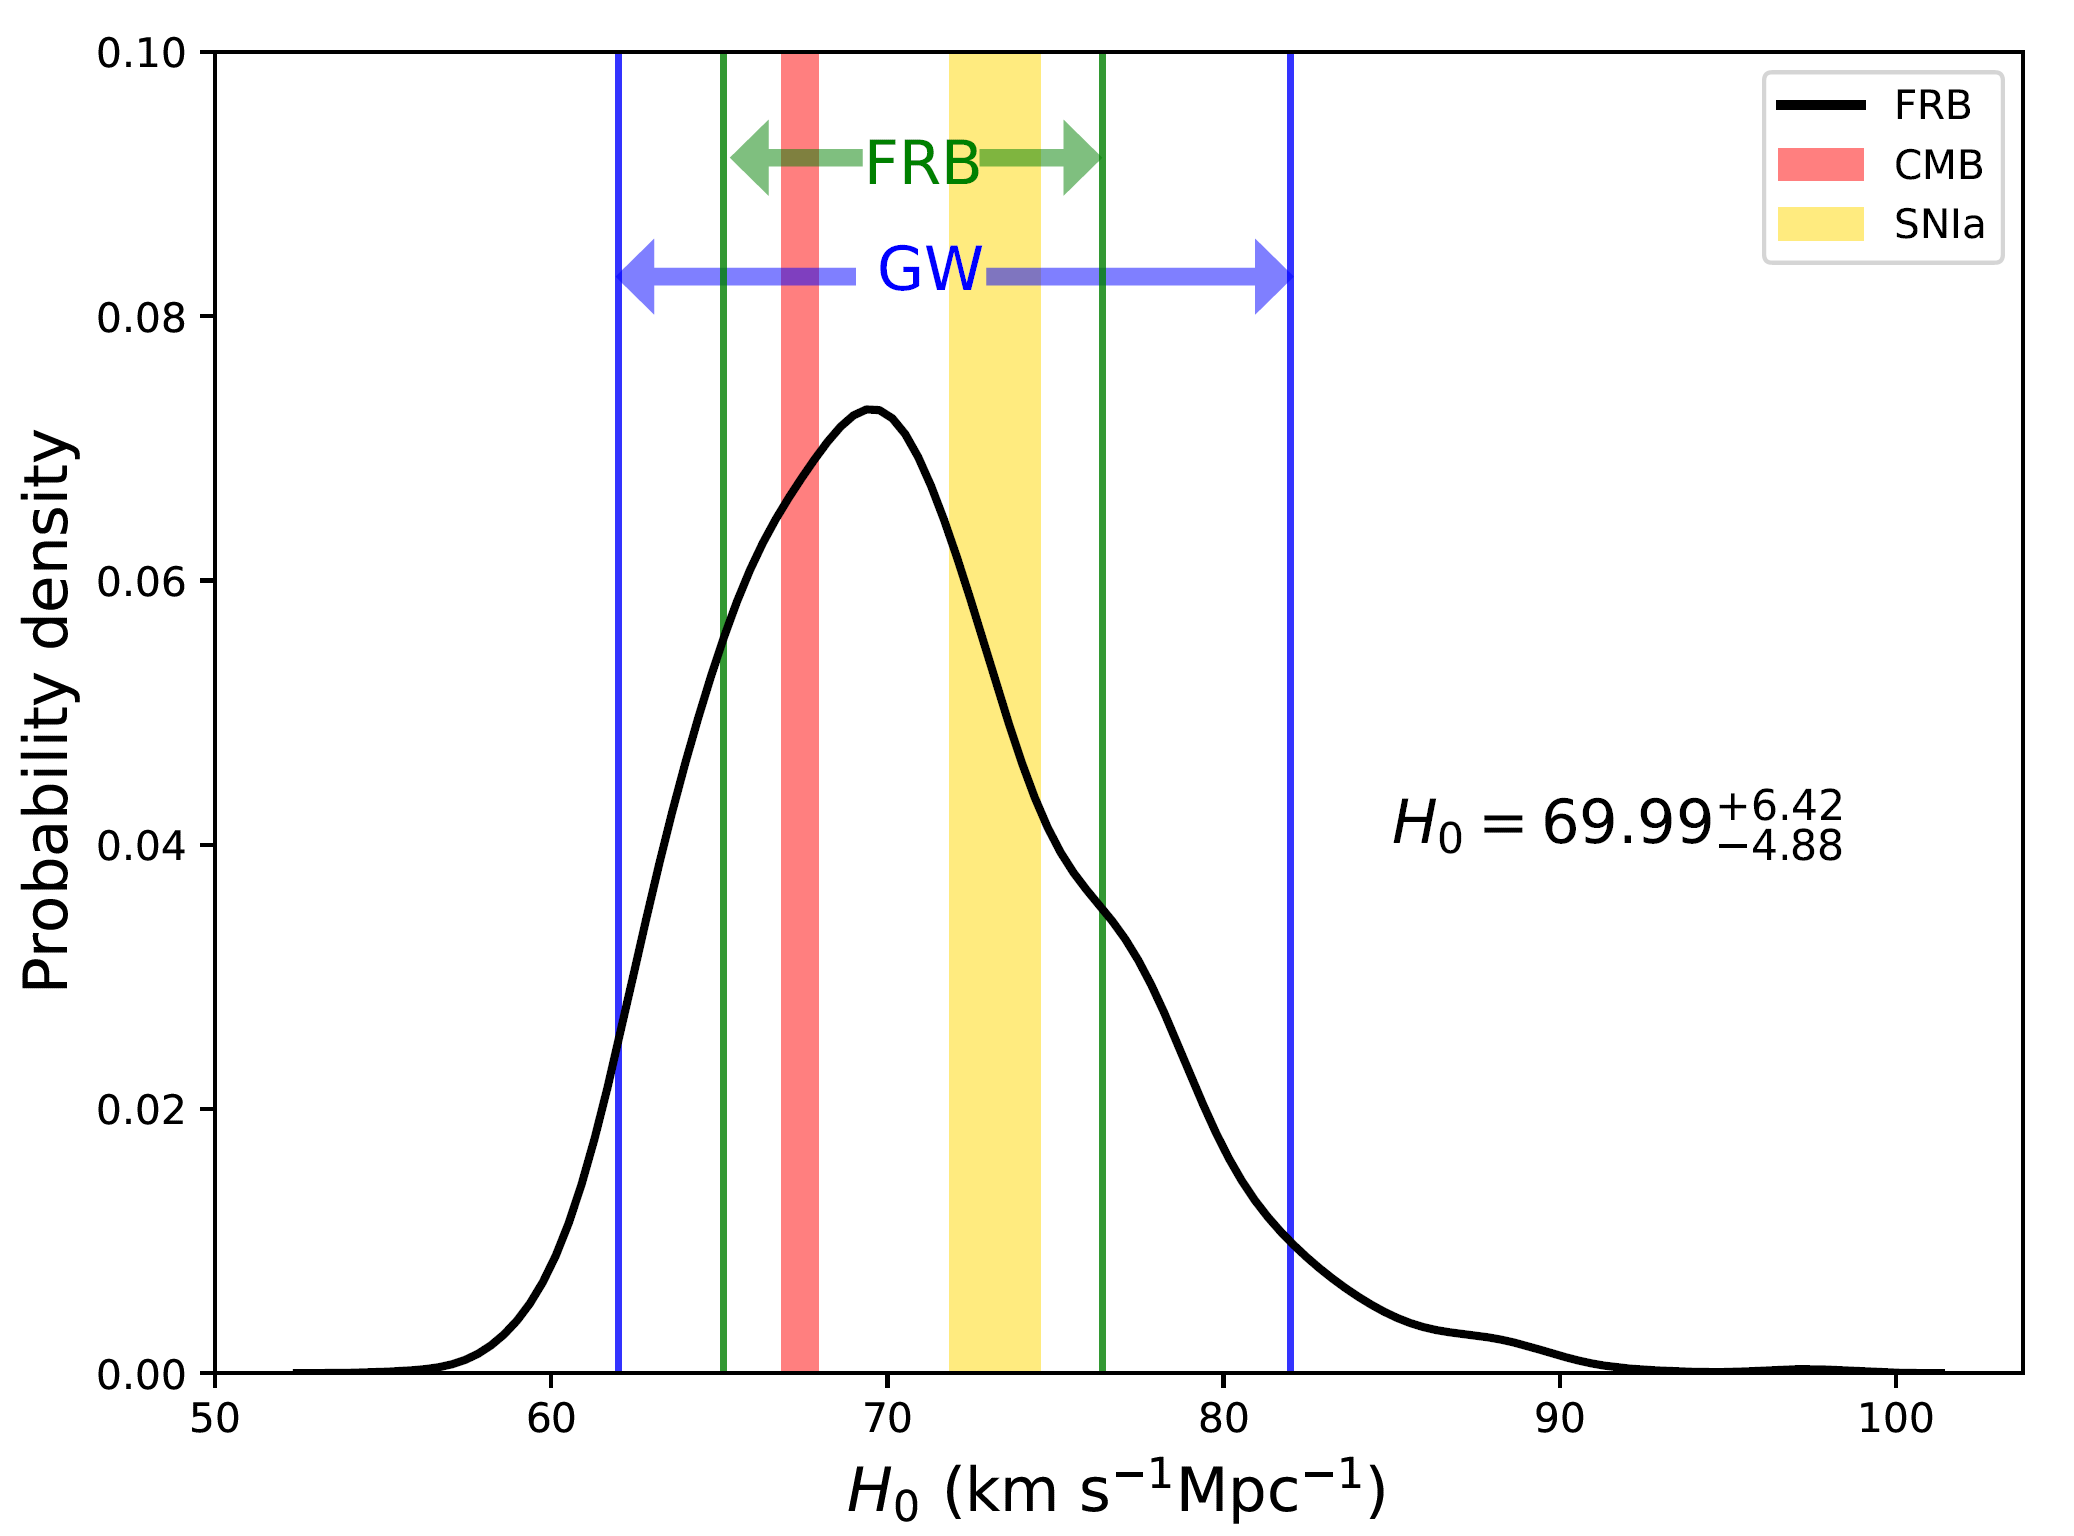 0.10
0.08
0.06
0.04
0.02
0.00
Probability density
FRB
GW
FRB
CMB
SNIa
H₀ = 69.99 +6.42 −4.88
50 60 70 80 90 100
H₀ (km s⁻¹Mpc⁻¹)